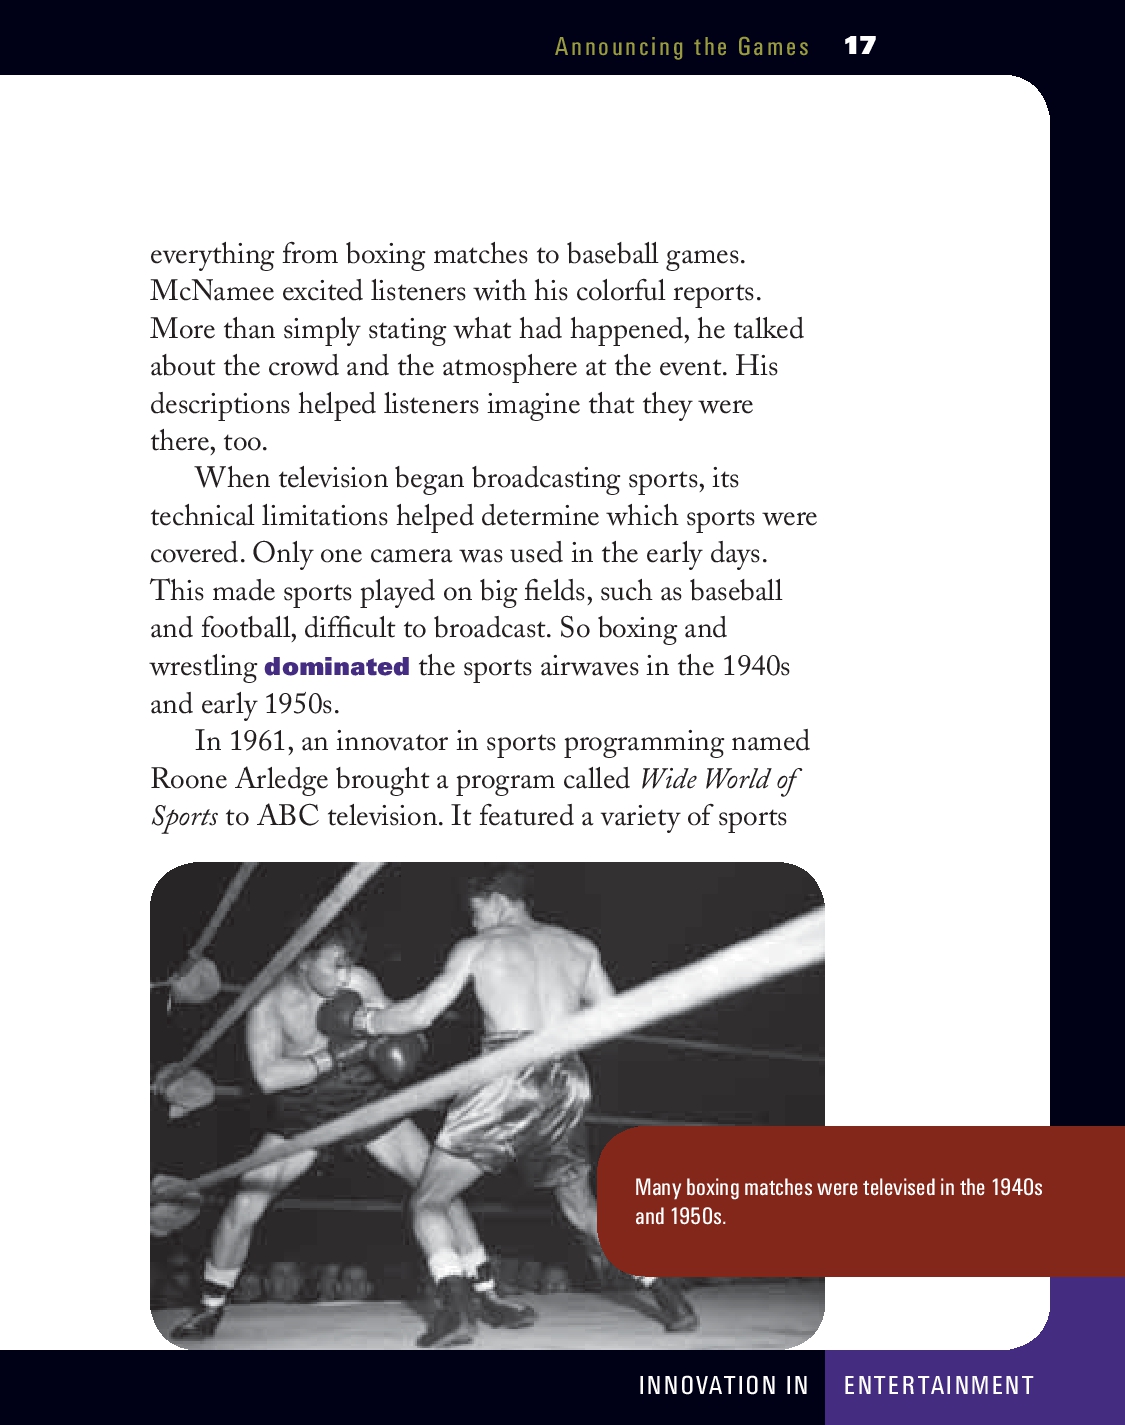 Announcing the Games 17
everything from boxing matches to baseball games.
McNamee excited listeners with his colorful reports.
More than simply stating what had happened, he talked
about the crowd and the atmosphere at the event. His
descriptions helped listeners imagine that they were
there, too.
When television began broadcasting sports, its
technical limitations helped determine which sports were
covered. Only one camera was used in the early days.
This made sports played on big fields, such as baseball
and football, difficult to broadcast. So boxing and
wrestling dominated the sports airwaves in the 1940s
and early 1950s.
In 1961, an innovator in sports programming named
Roone Arledge brought a program called Wide World of
Sports to ABC television. It featured a variety of sports
Many boxing matches were televised in the 1940s
and 1950s.
INNOVATION IN ENTERTAINMENT